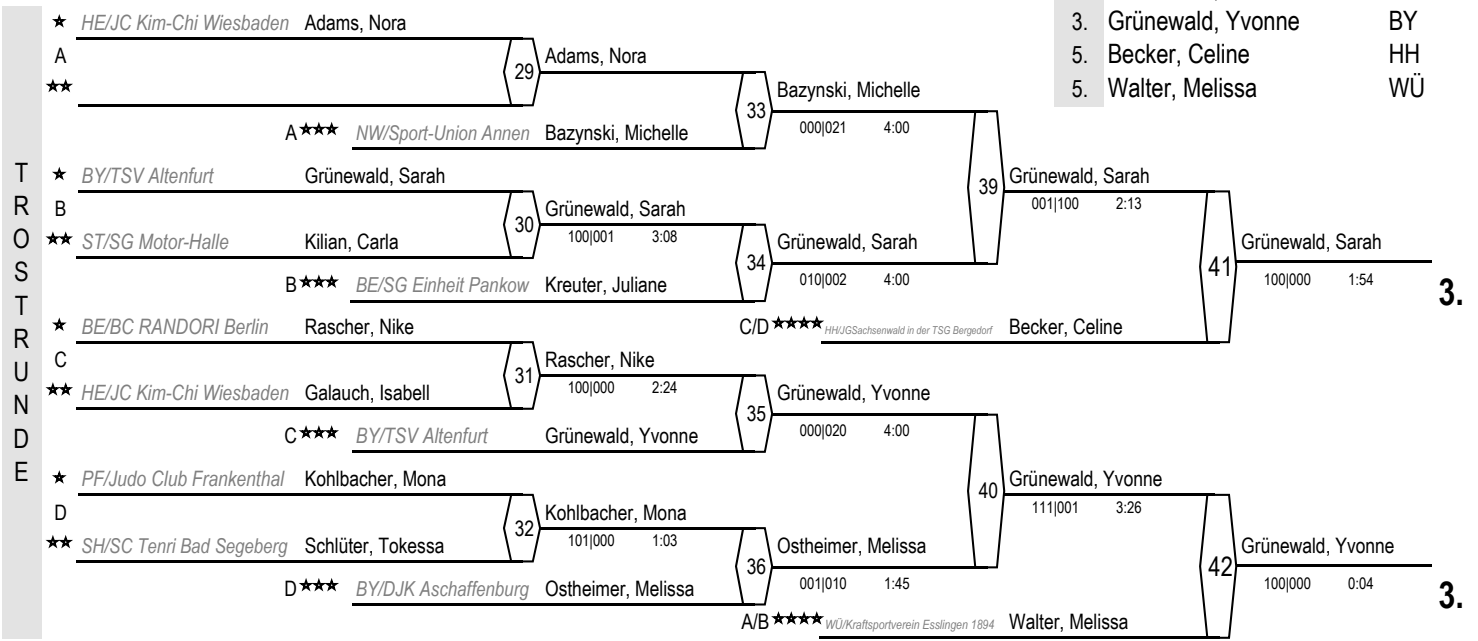 ★ HE/JC Kim-Chi Wiesbaden Adams, Nora
A
★★
29
Adams, Nora
A★★★ NW/Sport-Union Annen Bazynski, Michelle
33
Bazynski, Michelle
000|021 4:00
3. Grünewald, Yvonne BY
5. Becker, Celine HH
5. Walter, Melissa WÜ
TROSTRUNDE
★ BY/TSV Altenfurt Grünewald, Sarah
B
★★ ST/SG Motor-Halle Kilian, Carla
30
Grünewald, Sarah
100|001 3:08
B★★★ BE/SG Einheit Pankow Kreuter, Juliane
34
Grünewald, Sarah
010|002 4:00
39
Grünewald, Sarah
001|100 2:13
C/D★★★★ HH/JGSachsenwald in der TSG Bergedorf Becker, Celine
41
Grünewald, Sarah
100|000 1:54
3.
★ BE/BC RANDORI Berlin Rascher, Nike
C
★★ HE/JC Kim-Chi Wiesbaden Galauch, Isabell
31
Rascher, Nike
100|000 2:24
C★★★ BY/TSV Altenfurt Grünewald, Yvonne
35
Grünewald, Yvonne
000|020 4:00
★ PF/Judo Club Frankenthal Kohlbacher, Mona
D
★★ SH/SC Tenri Bad Segeberg Schlüter, Tokessa
32
Kohlbacher, Mona
101|000 1:03
D★★★ BY/DJK Aschaffenburg Ostheimer, Melissa
36
Ostheimer, Melissa
001|010 1:45
40
Grünewald, Yvonne
111|001 3:26
A/B★★★★ WÜ/Kraftsportverein Esslingen 1894 Walter, Melissa
42
Grünewald, Yvonne
100|000 0:04
3.